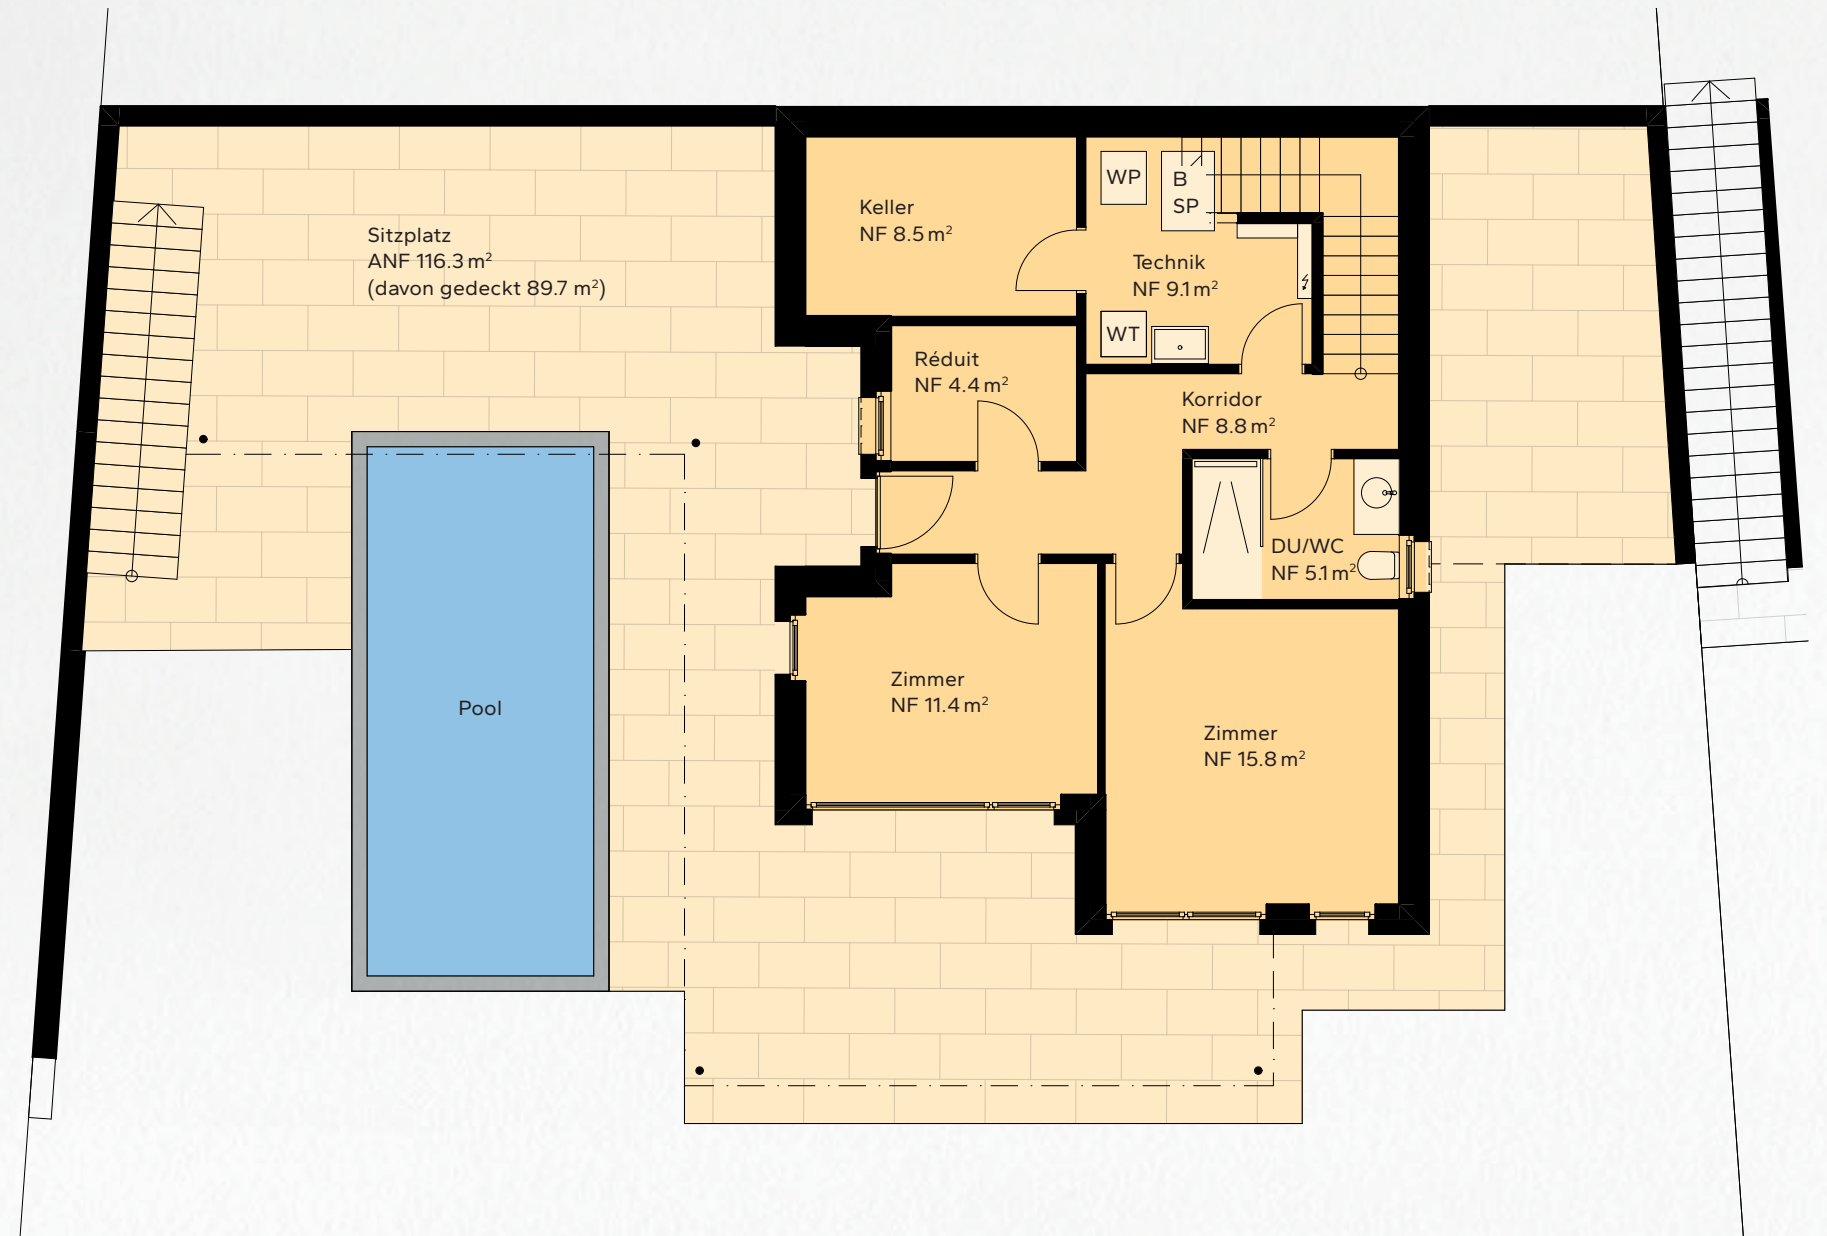 Sitzplatz
ANF 116.3 m²
(davon gedeckt 89.7 m²)
Keller
NF 8.5 m²
WP
B
SP
Technik
NF 9.1 m²
WT
Réduit
NF 4.4 m²
Korridor
NF 8.8 m²
DU/WC
NF 5.1 m²
Zimmer
NF 11.4 m²
Zimmer
NF 15.8 m²
Pool